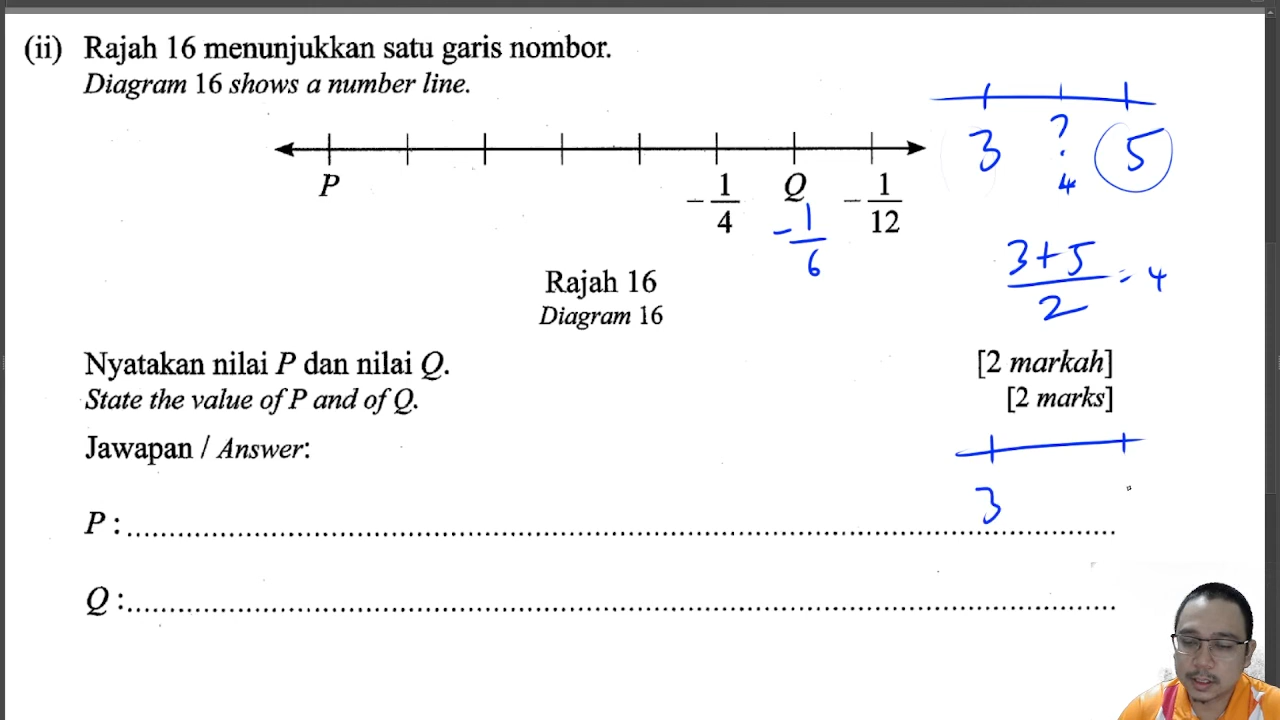 (ii) Rajah 16 menunjukkan satu garis nombor.
Diagram 16 shows a number line.
P
-1/4
Q
-1/12
-1/6
Rajah 16
Diagram 16
3 ? 5
4
(3+5)/2 = 4
Nyatakan nilai P dan nilai Q. [2 markah]
State the value of P and of Q. [2 marks]
Jawapan / Answer:
3
P :
Q :